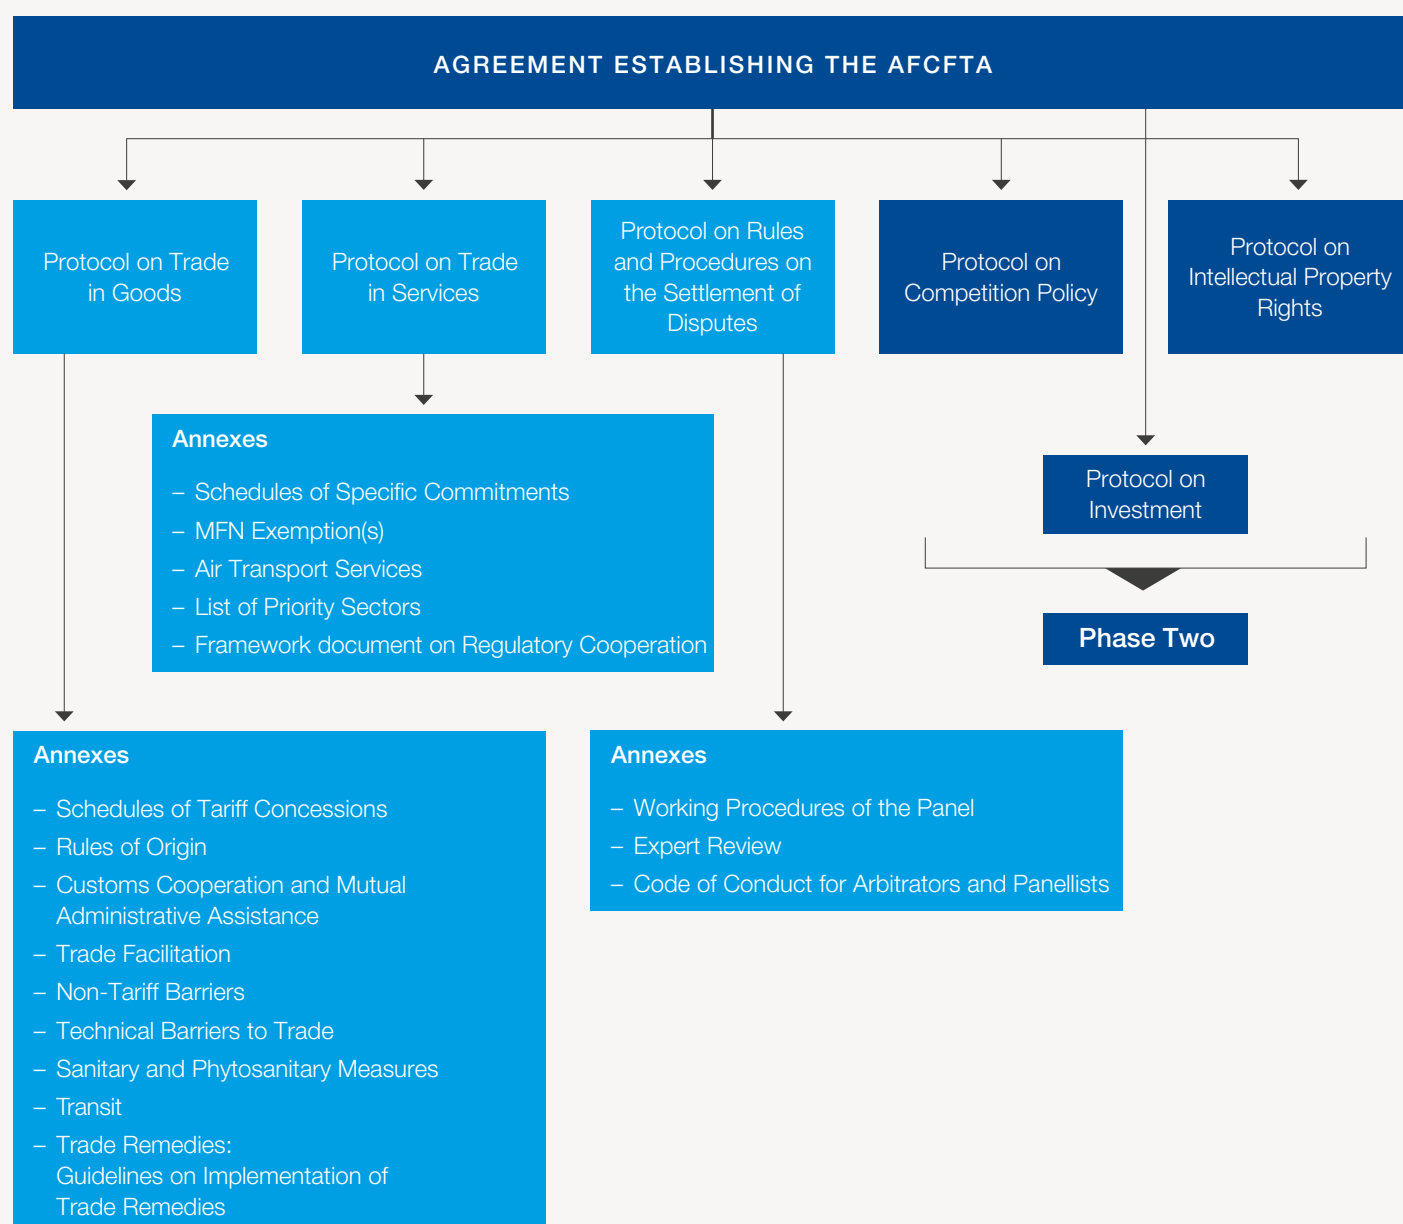 AGREEMENT ESTABLISHING THE AFCFTA
Protocol on Trade
in Goods
Protocol on Trade
in Services
Protocol on Rules
and Procedures on
the Settlement of
Disputes
Protocol on
Competition Policy
Protocol on
Intellectual Property
Rights
Annexes
– Schedules of Specific Commitments
– MFN Exemption(s)
– Air Transport Services
– List of Priority Sectors
– Framework document on Regulatory Cooperation
Protocol on
Investment
Phase Two
Annexes
– Schedules of Tariff Concessions
– Rules of Origin
– Customs Cooperation and Mutual
Administrative Assistance
– Trade Facilitation
– Non-Tariff Barriers
– Technical Barriers to Trade
– Sanitary and Phytosanitary Measures
– Transit
– Trade Remedies:
Guidelines on Implementation of
Trade Remedies
Annexes
– Working Procedures of the Panel
– Expert Review
– Code of Conduct for Arbitrators and Panellists